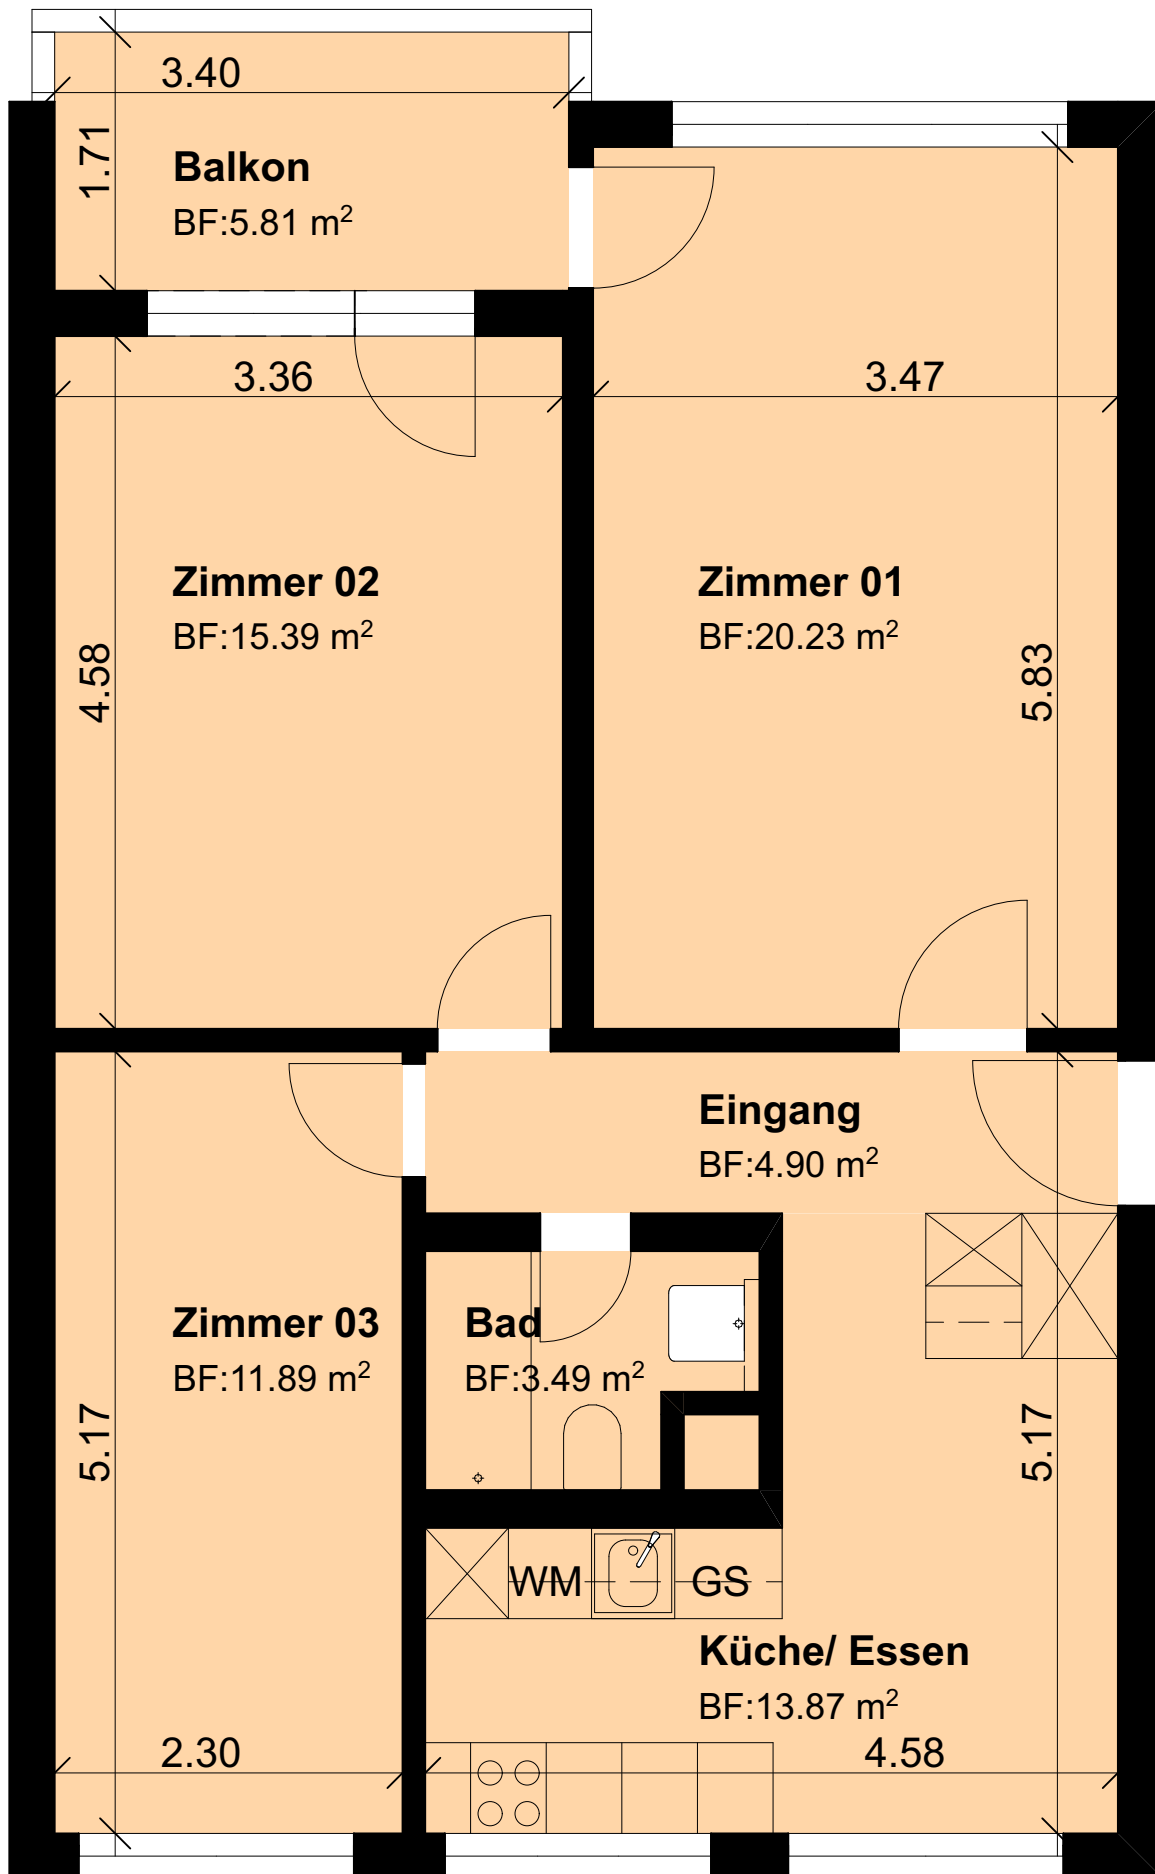 3.40
1.71
Balkon
BF:5.81 m²
3.36
3.47
Zimmer 02
BF:15.39 m²
Zimmer 01
BF:20.23 m²
4.58
5.83
Eingang
BF:4.90 m²
Zimmer 03
BF:11.89 m²
Bad
BF:3.49 m²
5.17
5.17
WM
GS
Küche/ Essen
BF:13.87 m²
2.30
4.58